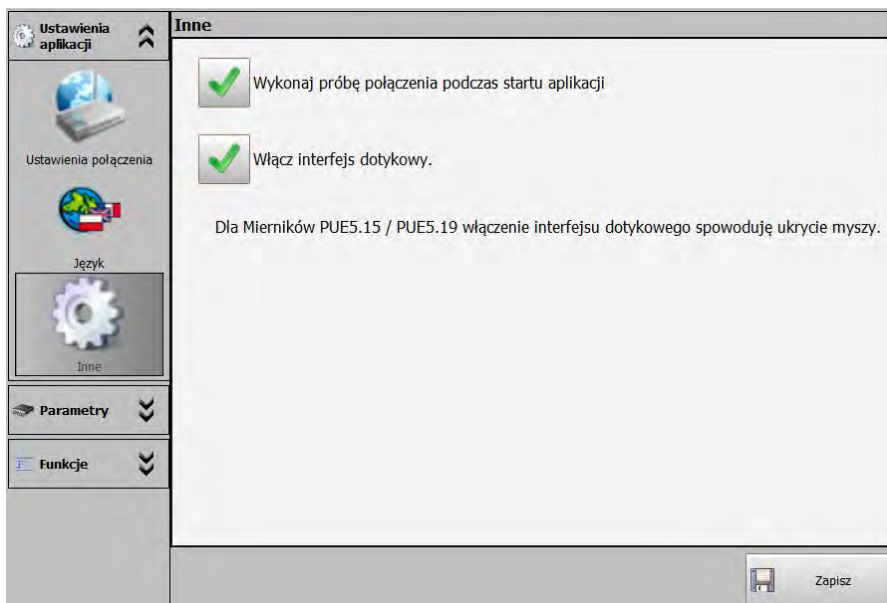 Ustawienia
aplikacji
Inne
Wykonaj próbę połączenia podczas startu aplikacji
Ustawienia połączenia
Włącz interfejs dotykowy.
Dla Mierników PUE5.15 / PUE5.19 włączenie interfejsu dotykowego spowoduję ukrycie myszy.
Język
Inne
Parametry
Funkcje
Zapisz